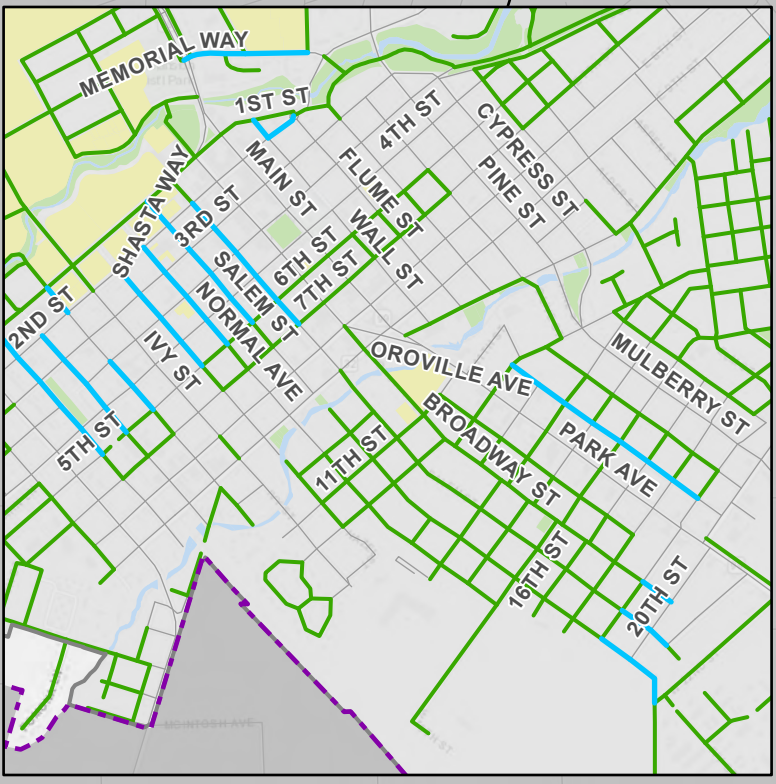 MEMORIAL WAY
1ST ST
4TH ST
CYPRESS ST
PINE ST
MAIN ST
FLUME ST
WALL ST
SHASTA WAY
3RD ST
6TH ST
7TH ST
SALEM ST
NORMAL AVE
2ND ST
IVY ST
5TH ST
OROVILLE AVE
MULBERRY ST
BROADWAY ST
PARK AVE
11TH ST
16TH ST
20TH ST
MCINTOSH AVE